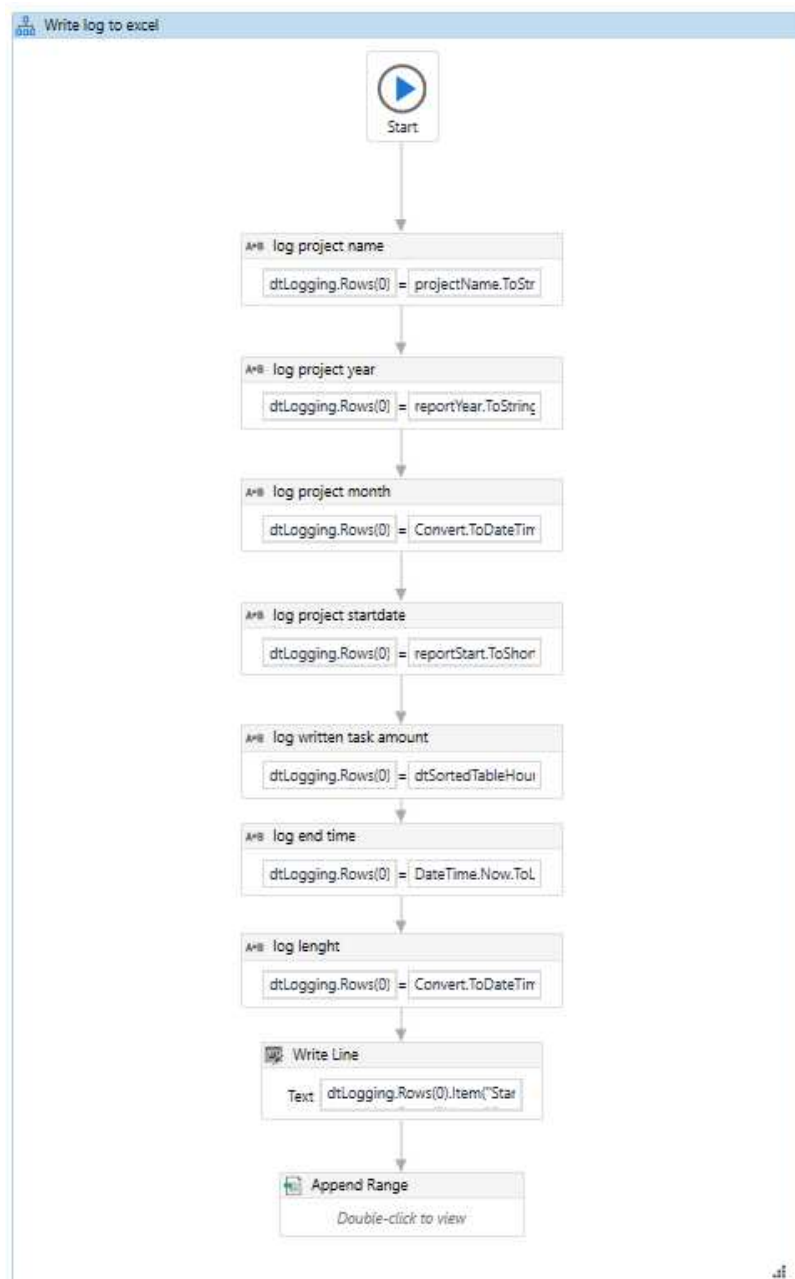 Write log to excel
Start
A+B log project name
dtLogging.Rows(0) = projectName.ToStr
A+B log project year
dtLogging.Rows(0) = reportYear.ToString
A+B log project month
dtLogging.Rows(0) = Convert.ToDateTim
A+B log project startdate
dtLogging.Rows(0) = reportStart.ToShor
A+B log written task amount
dtLogging.Rows(0) = dtSortedTableHour
A+B log end time
dtLogging.Rows(0) = DateTime.Now.ToL
A+B log lenght
dtLogging.Rows(0) = Convert.ToDateTim
Write Line
Text dtLogging.Rows(0).Item("Star
Append Range
Double-click to view